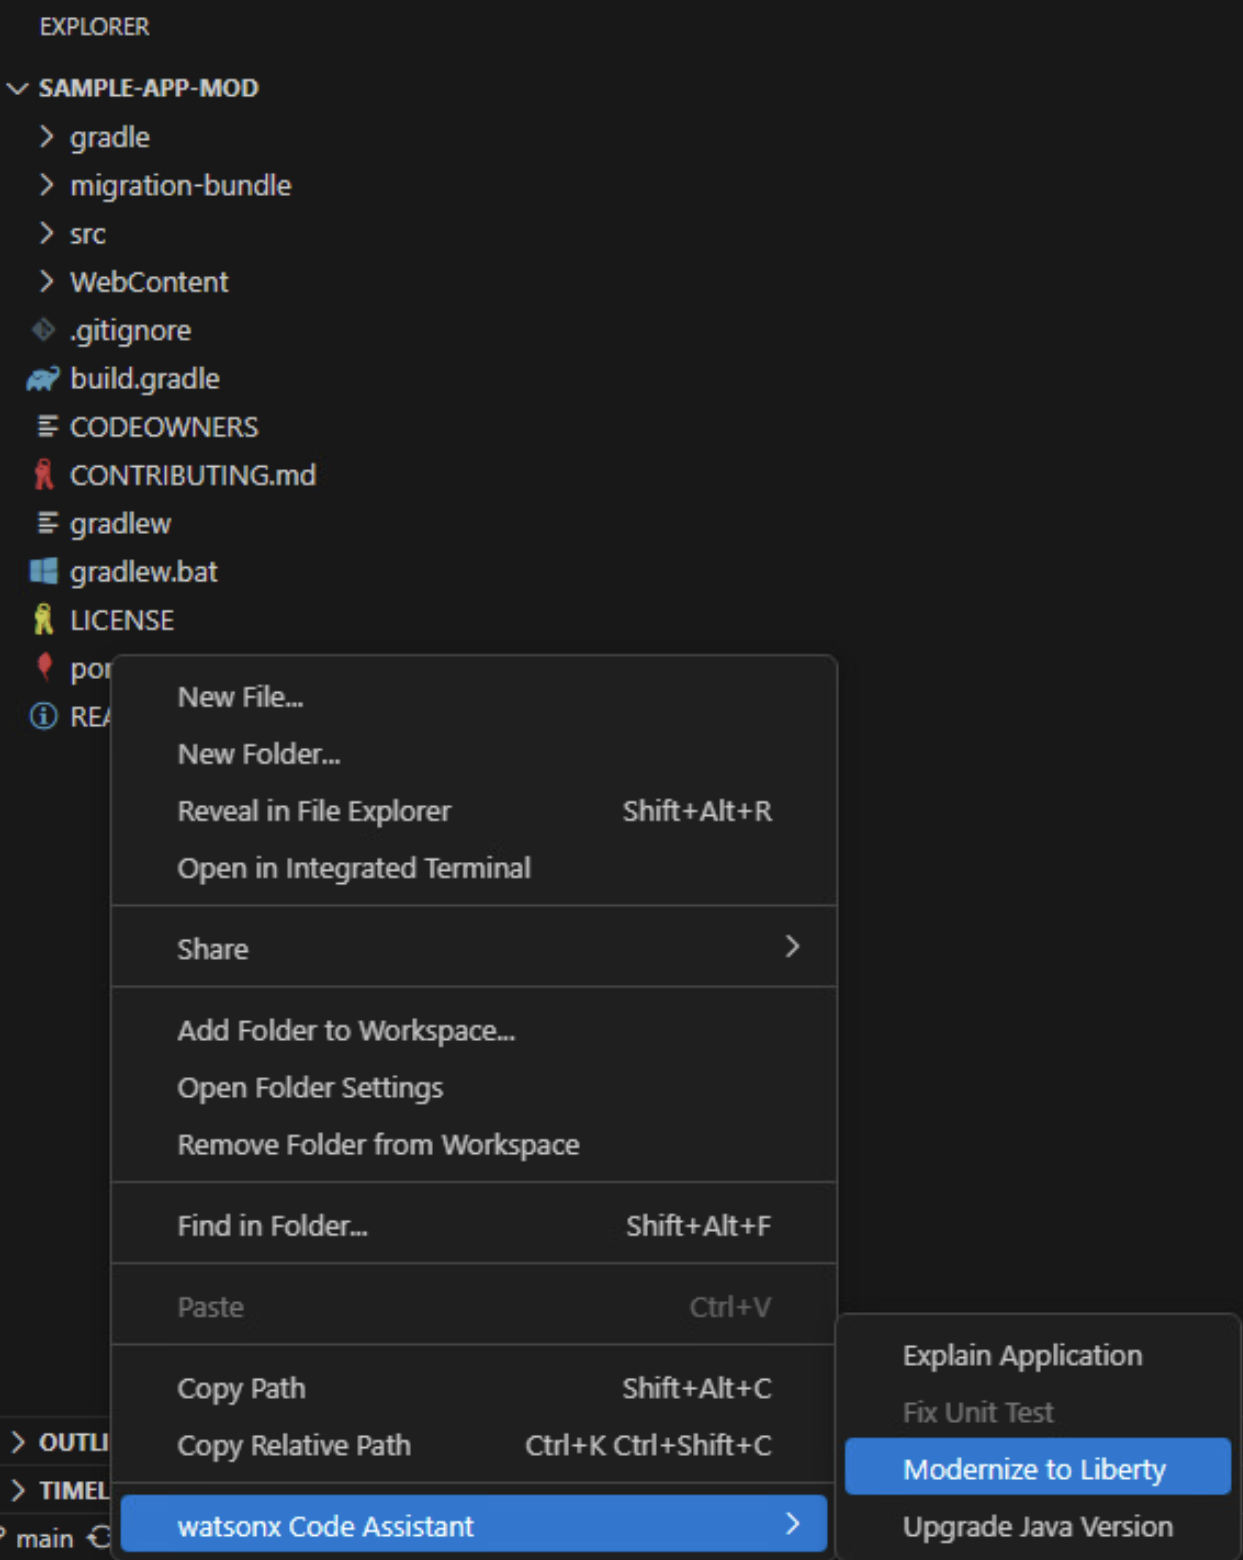 EXPLORER
SAMPLE-APP-MOD
gradle
migration-bundle
src
WebContent
.gitignore
build.gradle
CODEOWNERS
CONTRIBUTING.md
gradlew
gradlew.bat
LICENSE
New File...
New Folder...
Reveal in File Explorer Shift+Alt+R
Open in Integrated Terminal
Share
Add Folder to Workspace...
Open Folder Settings
Remove Folder from Workspace
Find in Folder... Shift+Alt+F
Paste Ctrl+V
Copy Path Shift+Alt+C
Copy Relative Path Ctrl+K Ctrl+Shift+C
watsonx Code Assistant
Explain Application
Fix Unit Test
Modernize to Liberty
Upgrade Java Version
OUTLI
TIMEL
main